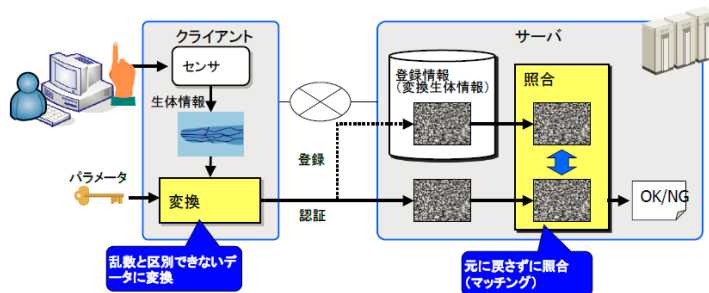 クライアント
サーバ
センサ
生体情報
パラメータ
変換
登録
認証
登録情報
（変換生体情報）
照合
OK/NG
乱数と区別できないデ
ータに変換
元に戻さずに照合
（マッチング）